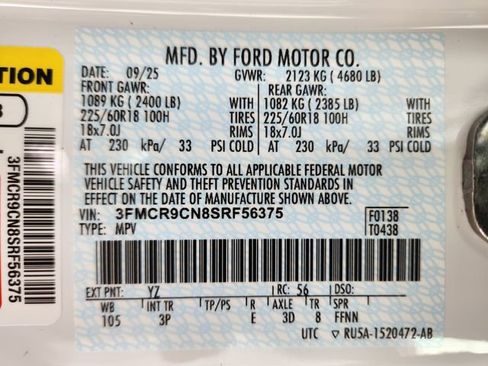 MFD. BY FORD MOTOR CO.
DATE: 09/25 GVWR: 2123 KG (4680 LB)
FRONT GAWR: REAR GAWR:
1089 KG (2400 LB) WITH 1082 KG (2385LB) WITH
225/60R18 100H TIRES 225/60R18 100H TIRES
18x7.0J RIMS 18x7.0J RIMS
AT 230 kPa/ 33 PSI COLD AT 230 kPa/ 33 PSI COLD
THIS VEHICLE CONFORMS TO ALL APPLICABLE FEDERAL MOTOR
VEHICLE SAFETY AND THEFT PREVENTION STANDARDS IN
EFFECT ON THE DATE OF MANUFACTURE SHOWN ABOVE.
VIN: 3FMCR9CN8SRF56375 F0138
TYPE: MPV T0438
EXT PNT: YZ RC: 56 DSO:
WB INT TR TP/PS R AXLE TR SPR
105 3P E 3D 8 FFNN
UTC RU5A-1520472-AB
TION
3FMCR9CN8SRF56375